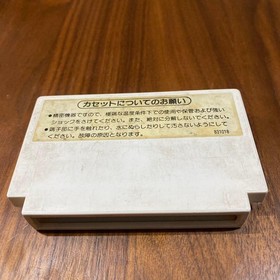 カセットについてのお願い
●精密機器ですので、極端な温度条件下での使用や保管および強い
ショックをさけてください。また、絶対に分解しないでください。
●端子部に手を触れたり、水にぬらしたりして汚さないようにして
ください。故障の原因となります。